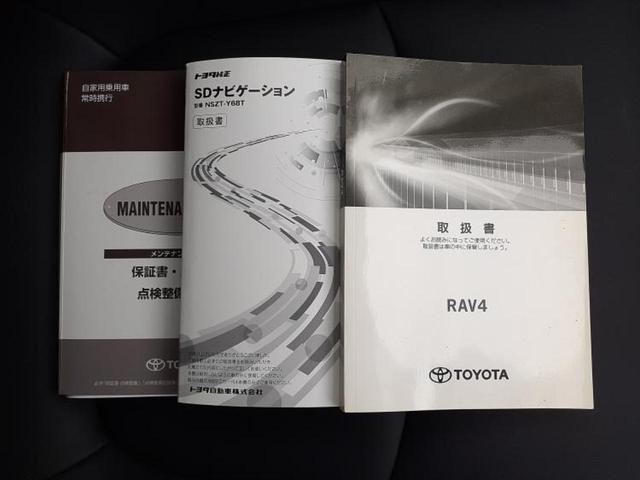 自家用乗用車
常時携行
MAINTENA
メンテナン
保証書・
点検整備
TOYO
トヨタ純正
SDナビゲーション
型番 NSZT-Y68T
取扱書
トヨタ自動車株式会社
取扱書
よくお読みになってご使用ください。
取扱書は車の中に保管しましょう。
RAV4
TOYOTA